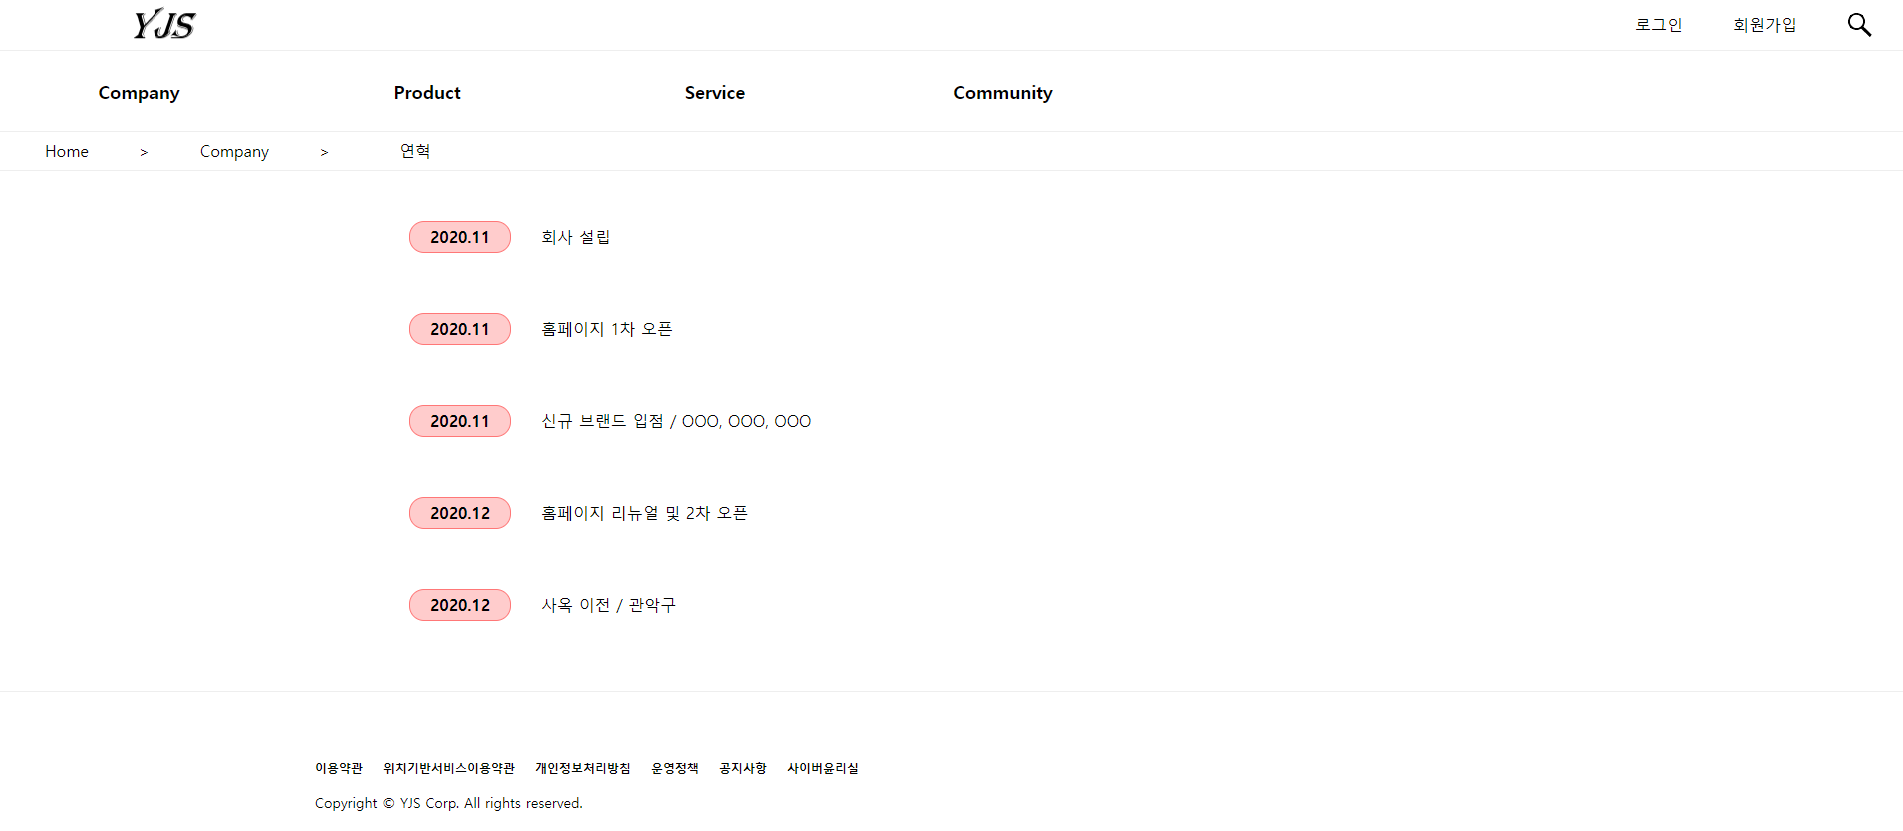 YJS 로그인 회원가입
Company Product Service Community
Home > Company > 연혁
2020.11 회사 설립
2020.11 홈페이지 1차 오픈
2020.11 신규 브랜드 입점 / OOO, OOO, OOO
2020.12 홈페이지 리뉴얼 및 2차 오픈
2020.12 사옥 이전 / 관악구
이용약관 위치기반서비스이용약관 개인정보처리방침 운영정책 공지사항 사이버윤리실
Copyright © YJS Corp. All rights reserved.